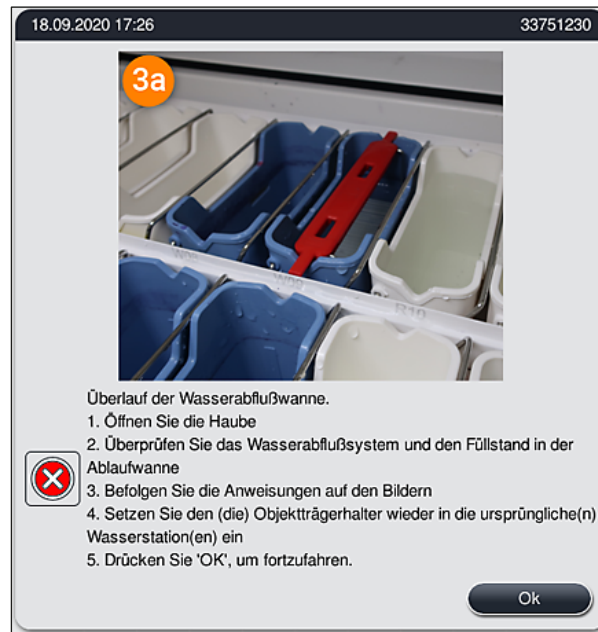 18.09.2020 17:26 33751230
3a
W09
R10
Überlauf der Wasserabflußwanne.
1. Öffnen Sie die Haube
2. Überprüfen Sie das Wasserabflußsystem und den Füllstand in der
Ablaufwanne
3. Befolgen Sie die Anweisungen auf den Bildern
4. Setzen Sie den (die) Objektträgerhalter wieder in die ursprüngliche(n)
Wasserstation(en) ein
5. Drücken Sie 'OK', um fortzufahren.
Ok